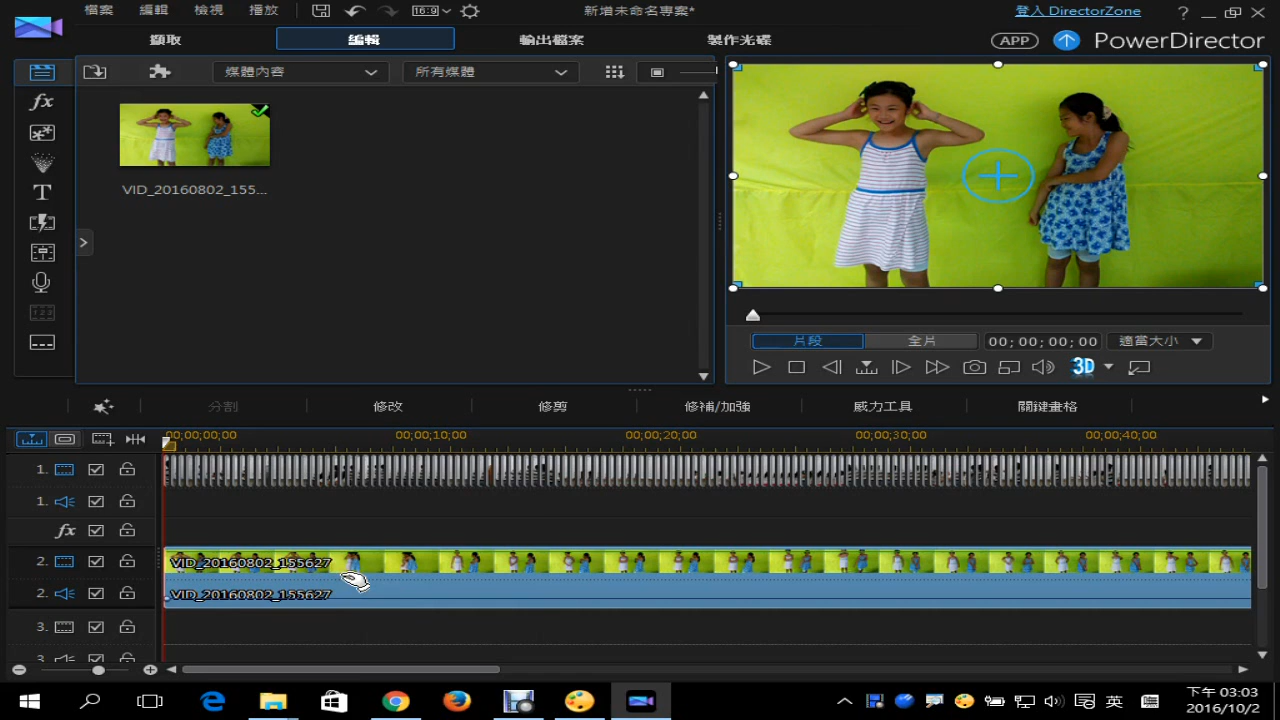 檔案 編輯 檢視 播放 16:9 新增未命名專案* 登入 DirectorZone ?
擷取 編輯 輸出檔案 製作光碟 APP PowerDirector
媒體內容 所有媒體
fx
T
VID_20160802_155...
片段 全片 00;00;00;00 適當大小
3D
分割 修改 修剪 修補/加強 威力工具 關鍵畫格
00;00;00;00 00;00;10;00 00;00;20;00 00;00;30;00 00;00;40;00
1.
1.
fx
2. VID_20160802_155627
2. VID_20160802_155627
3.
3.
英 下午 03:03
2016/10/2